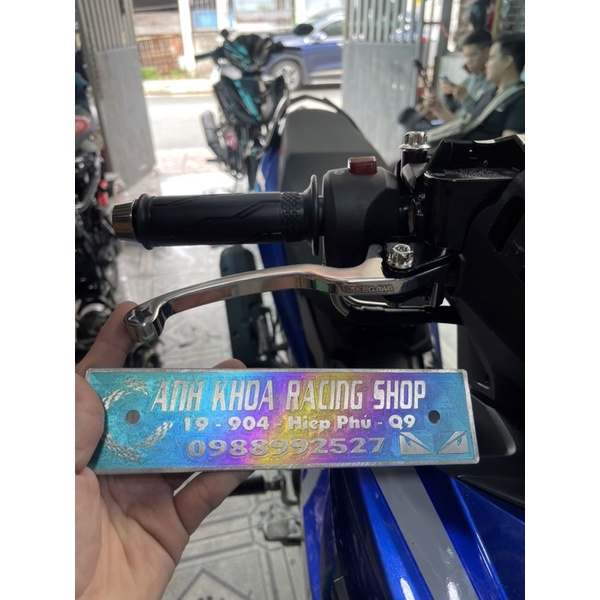 ANH KHOA RACING SHOP
19 - 904 - Hiệp Phú - Q9
0988992527